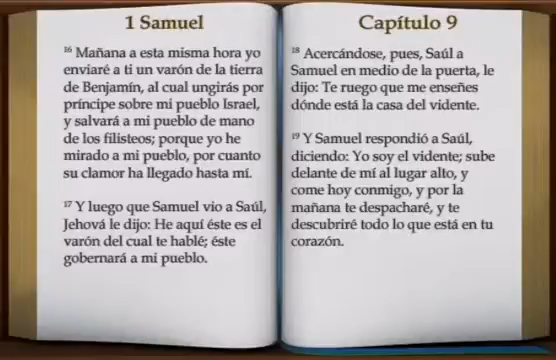 1 Samuel
16 Mañana a esta misma hora yo
enviaré a ti un varón de la tierra
de Benjamín, al cual ungirás por
príncipe sobre mi pueblo Israel,
y salvará a mi pueblo de mano
de los filisteos; porque yo he
mirado a mi pueblo, por cuanto
su clamor ha llegado hasta mí.
17 Y luego que Samuel vio a Saúl,
Jehová le dijo: He aquí éste es el
varón del cual te hablé; éste
gobernará a mi pueblo.
Capítulo 9
18 Acercándose, pues, Saúl a
Samuel en medio de la puerta, le
dijo: Te ruego que me enseñes
dónde está la casa del vidente.
19 Y Samuel respondió a Saúl,
diciendo: Yo soy el vidente; sube
delante de mí al lugar alto, y
come hoy conmigo, y por la
mañana te despacharé, y te
descubriré todo lo que está en tu
corazón.